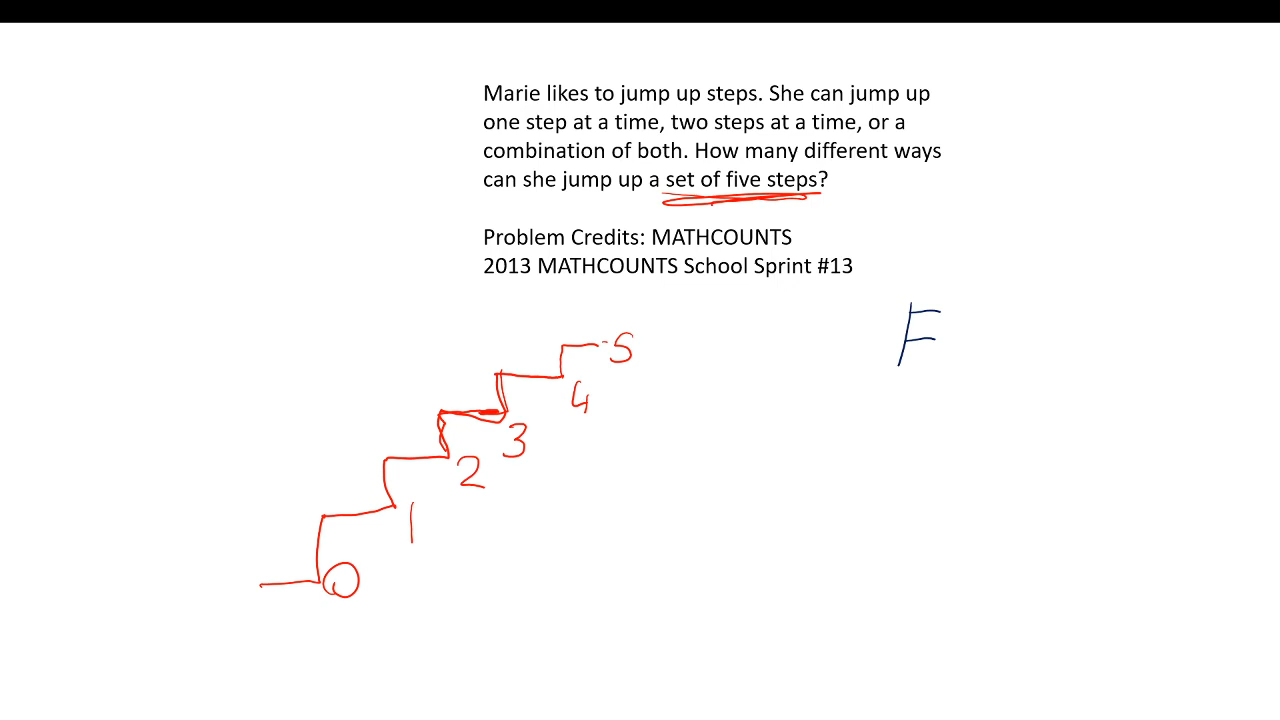 Marie likes to jump up steps. She can jump up
one step at a time, two steps at a time, or a
combination of both. How many different ways
can she jump up a set of five steps?
Problem Credits: MATHCOUNTS
2013 MATHCOUNTS School Sprint #13
F
5
4
3
2
1
0